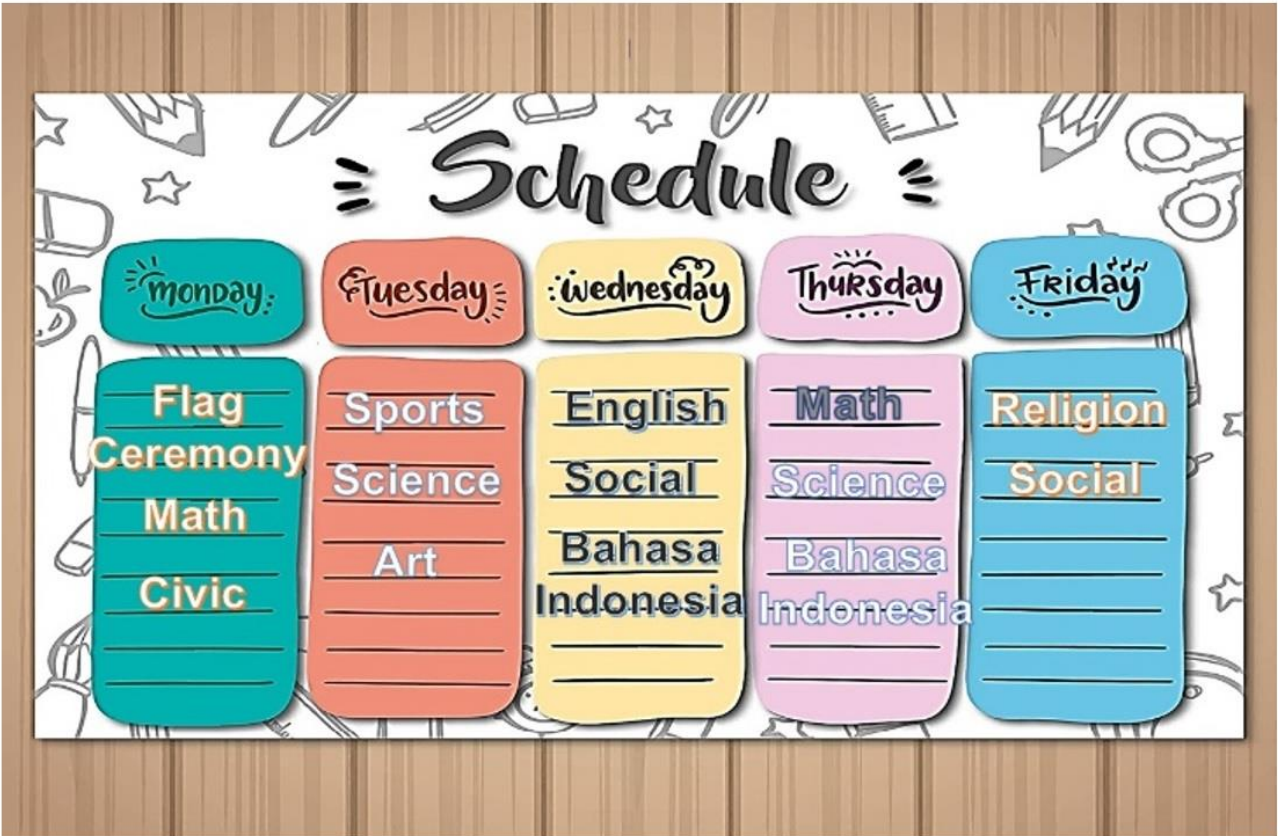 Schedule
monday
Tuesday
wednesday
Thursday
Friday
Flag
Ceremony
Math
Civic
Sports
Science
Art
English
Social
Bahasa
Indonesia
Math
Science
Bahasa
Indonesia
Religion
Social